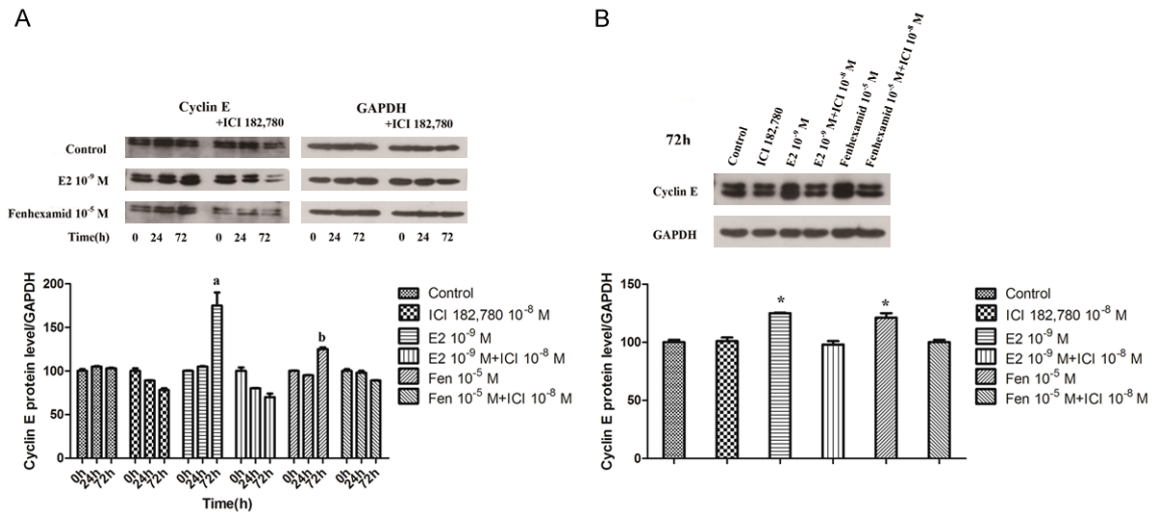 A
Cyclin E
+ICI 182,780
GAPDH
+ICI 182,780
Control
E2 10⁻⁹ M
Fenhexamid 10⁻⁵ M
Time(h)
0 24 72 0 24 72 0 24 72 0 24 72
Cyclin E protein level/GAPDH
200
150
100
50
0
a
b
0h 24h 72h 0h 24h 72h 0h 24h 72h 0h 24h 72h 0h 24h 72h 0h 24h 72h
Time(h)
Control
ICI 182,780 10⁻⁸ M
E2 10⁻⁹ M
E2 10⁻⁹ M+ICI 10⁻⁸ M
Fen 10⁻⁵ M
Fen 10⁻⁵ M+ICI 10⁻⁸ M
B
72h
Control
ICI 182,780
E2 10⁻⁹ M
E2 10⁻⁹ M+ICI 10⁻⁸ M
Fenhexamid 10⁻⁵ M
Fenhexamid 10⁻⁵ M+ICI 10⁻⁸ M
Cyclin E
GAPDH
Cyclin E protein level/GAPDH
150
100
50
0
*
*
Control
ICI 182,780 10⁻⁸ M
E2 10⁻⁹ M
E2 10⁻⁹ M+ICI 10⁻⁸ M
Fen 10⁻⁵ M
Fen 10⁻⁵ M+ICI 10⁻⁸ M